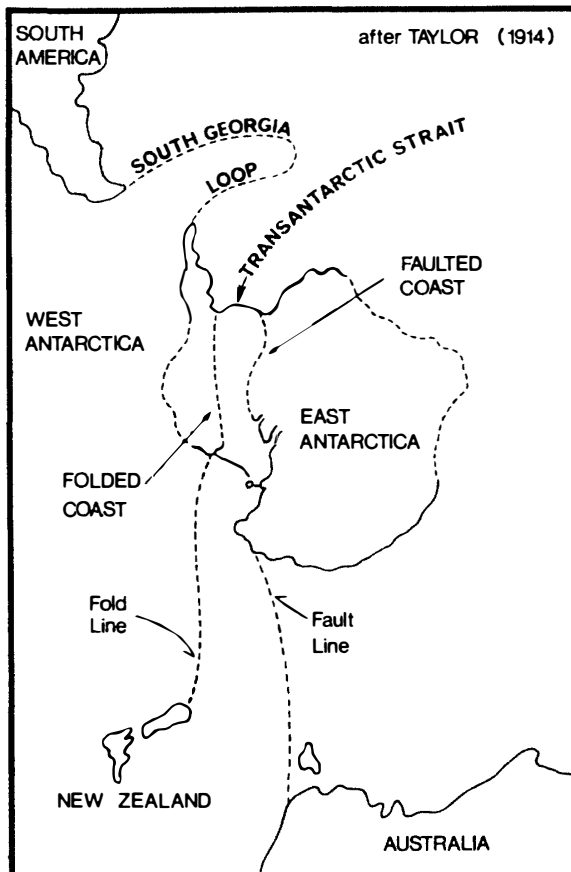 SOUTH
AMERICA
after TAYLOR (1914)
SOUTH GEORGIA
LOOP
TRANSANTARCTIC STRAIT
FAULTED
COAST
WEST
ANTARCTICA
EAST
ANTARCTICA
FOLDED
COAST
Fold
Line
Fault
Line
NEW ZEALAND
AUSTRALIA